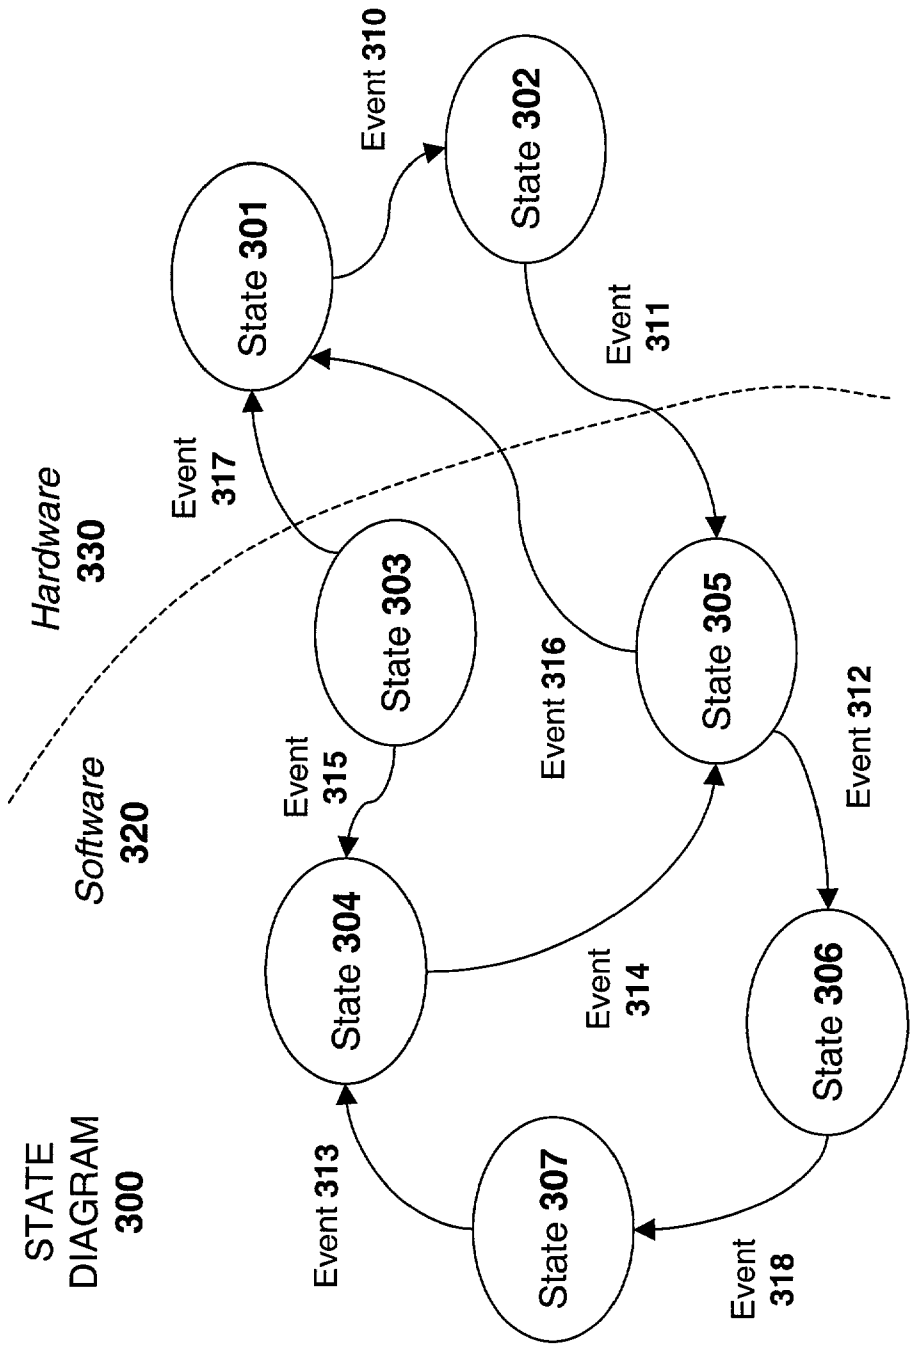 STATE
DIAGRAM
300
Software
320
Hardware
330
Event 313
State 304
Event
315
State 303
Event
317
State 301
Event 310
State 307
Event
314
Event 316
Event
311
State 302
Event
318
State 306
State 305
Event 312